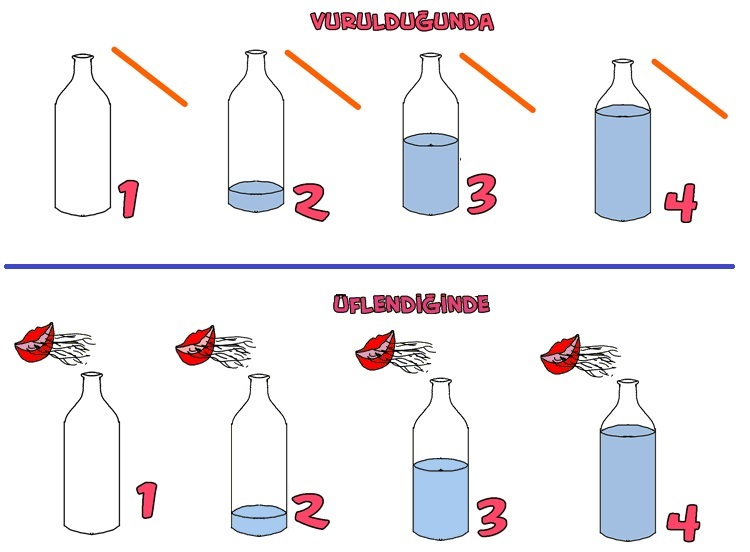 VURULDUĞUNDA
1 2 3 4
ÜFLENDİĞİNDE
1 2 3 4